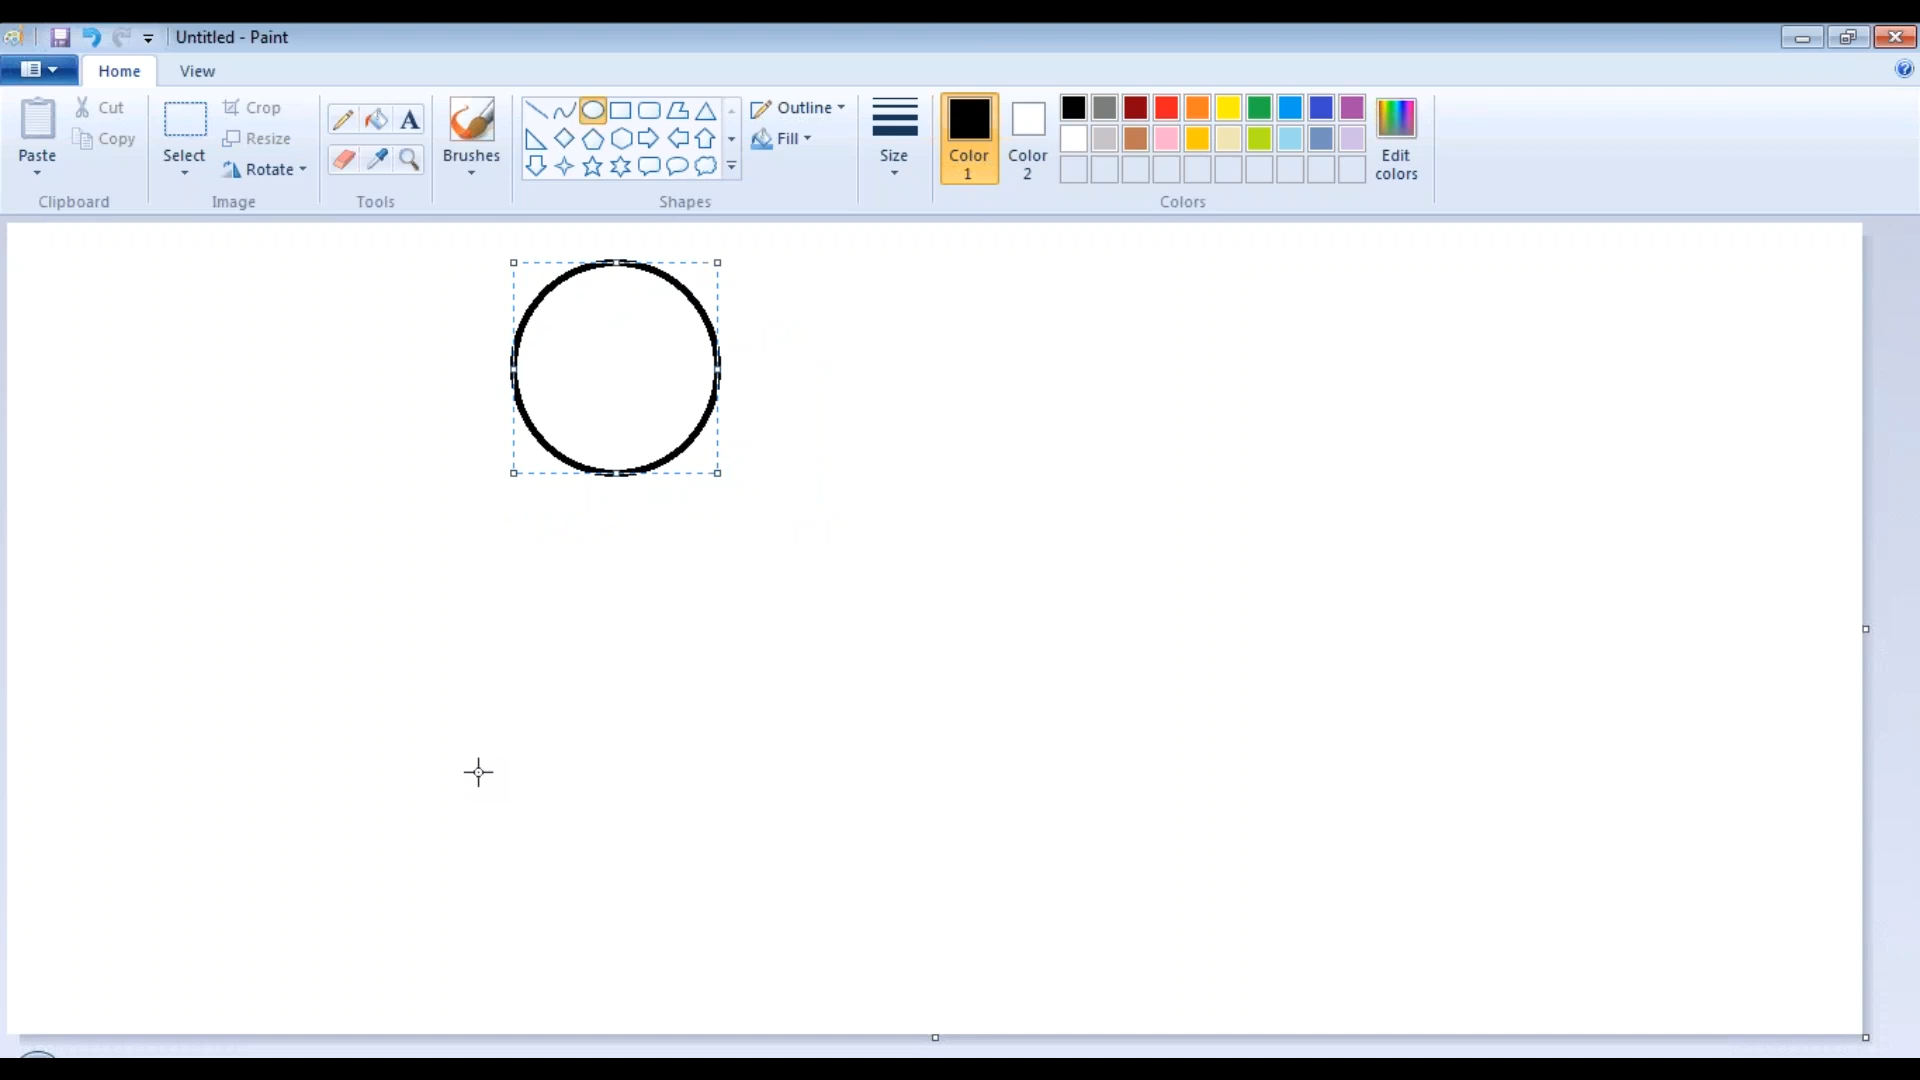 Untitled - Paint
Home View
Paste
Cut
Copy
Clipboard
Select
Crop
Resize
Rotate
Image
A
Tools
Brushes
Outline
Fill
Shapes
Size
Color 1
Color 2
Edit colors
Colors